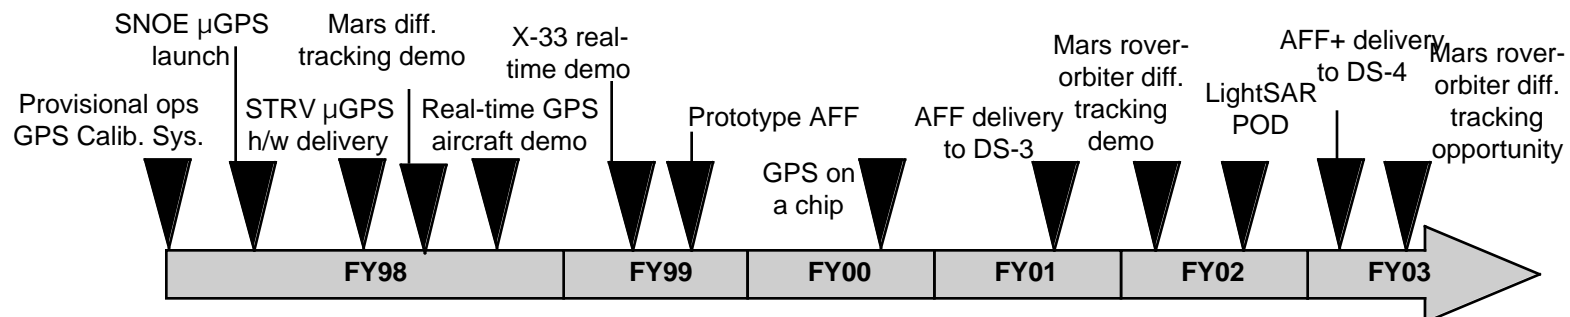 SNOE µGPS
launch
Mars diff.
tracking demo
X-33 real-
time demo
Mars rover-
orbiter diff.
tracking
demo
AFF+ delivery
to DS-4
Mars rover-
orbiter diff.
tracking
opportunity
Provisional ops
GPS Calib. Sys.
STRV µGPS
h/w delivery
Real-time GPS
aircraft demo
Prototype AFF
GPS on
a chip
AFF delivery
to DS-3
LightSAR
POD
FY98
FY99
FY00
FY01
FY02
FY03